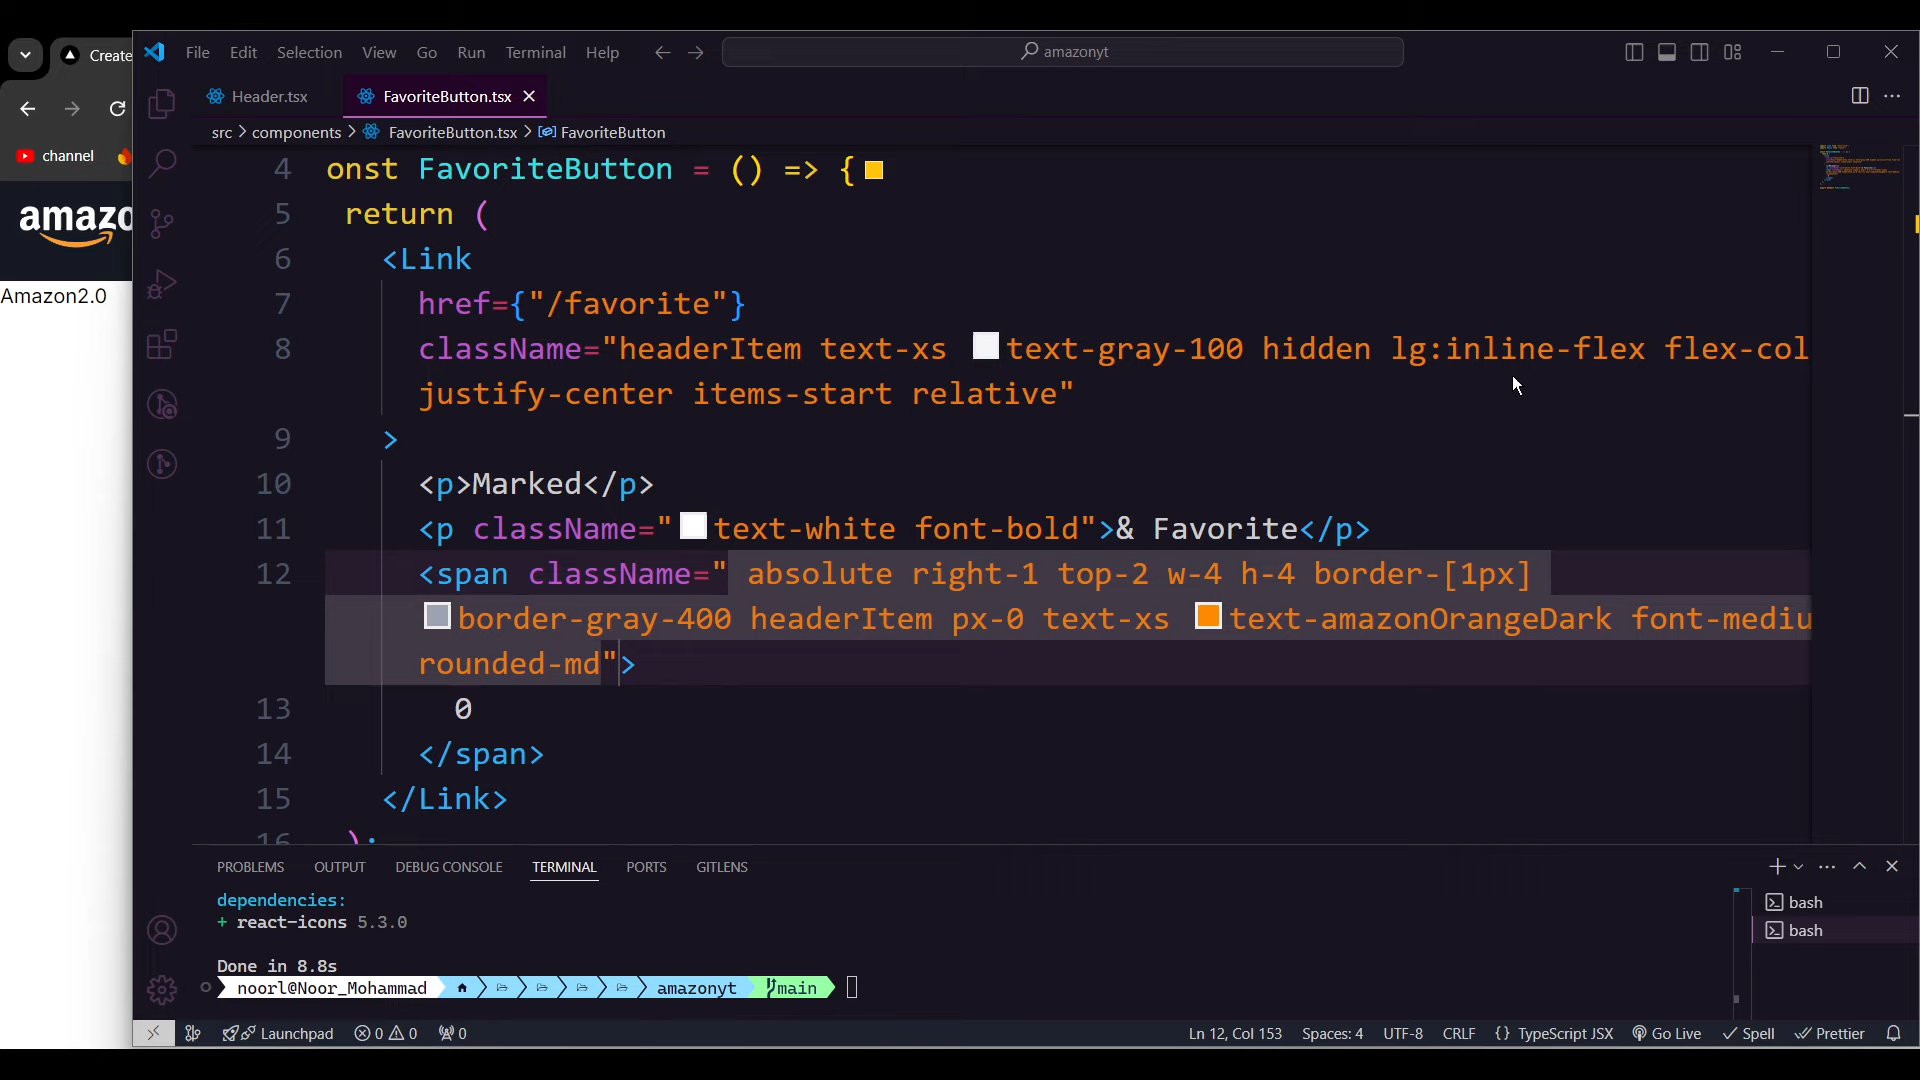 Create
File Edit Selection View Go Run Terminal Help
amazonyt
Header.tsx
FavoriteButton.tsx
src > components > FavoriteButton.tsx > FavoriteButton
channel
amazo
Amazon2.0
4 onst FavoriteButton = () => {
5 return (
6 <Link
7 href={"/favorite"}
8 className="headerItem text-xs text-gray-100 hidden lg:inline-flex flex-col
justify-center items-start relative"
9 >
10 <p>Marked</p>
11 <p className="text-white font-bold">& Favorite</p>
12 <span className=" absolute right-1 top-2 w-4 h-4 border-[1px]
border-gray-400 headerItem px-0 text-xs text-amazonOrangeDark font-mediu
rounded-md">
13 0
14 </span>
15 </Link>
16 );
PROBLEMS OUTPUT DEBUG CONSOLE TERMINAL PORTS GITLENS
dependencies:
+ react-icons 5.3.0
Done in 8.8s
noorl@Noor_Mohammad amazonyt main
bash
bash
Launchpad 0 0 0
Ln 12, Col 153 Spaces: 4 UTF-8 CRLF {} TypeScript JSX Go Live Spell Prettier